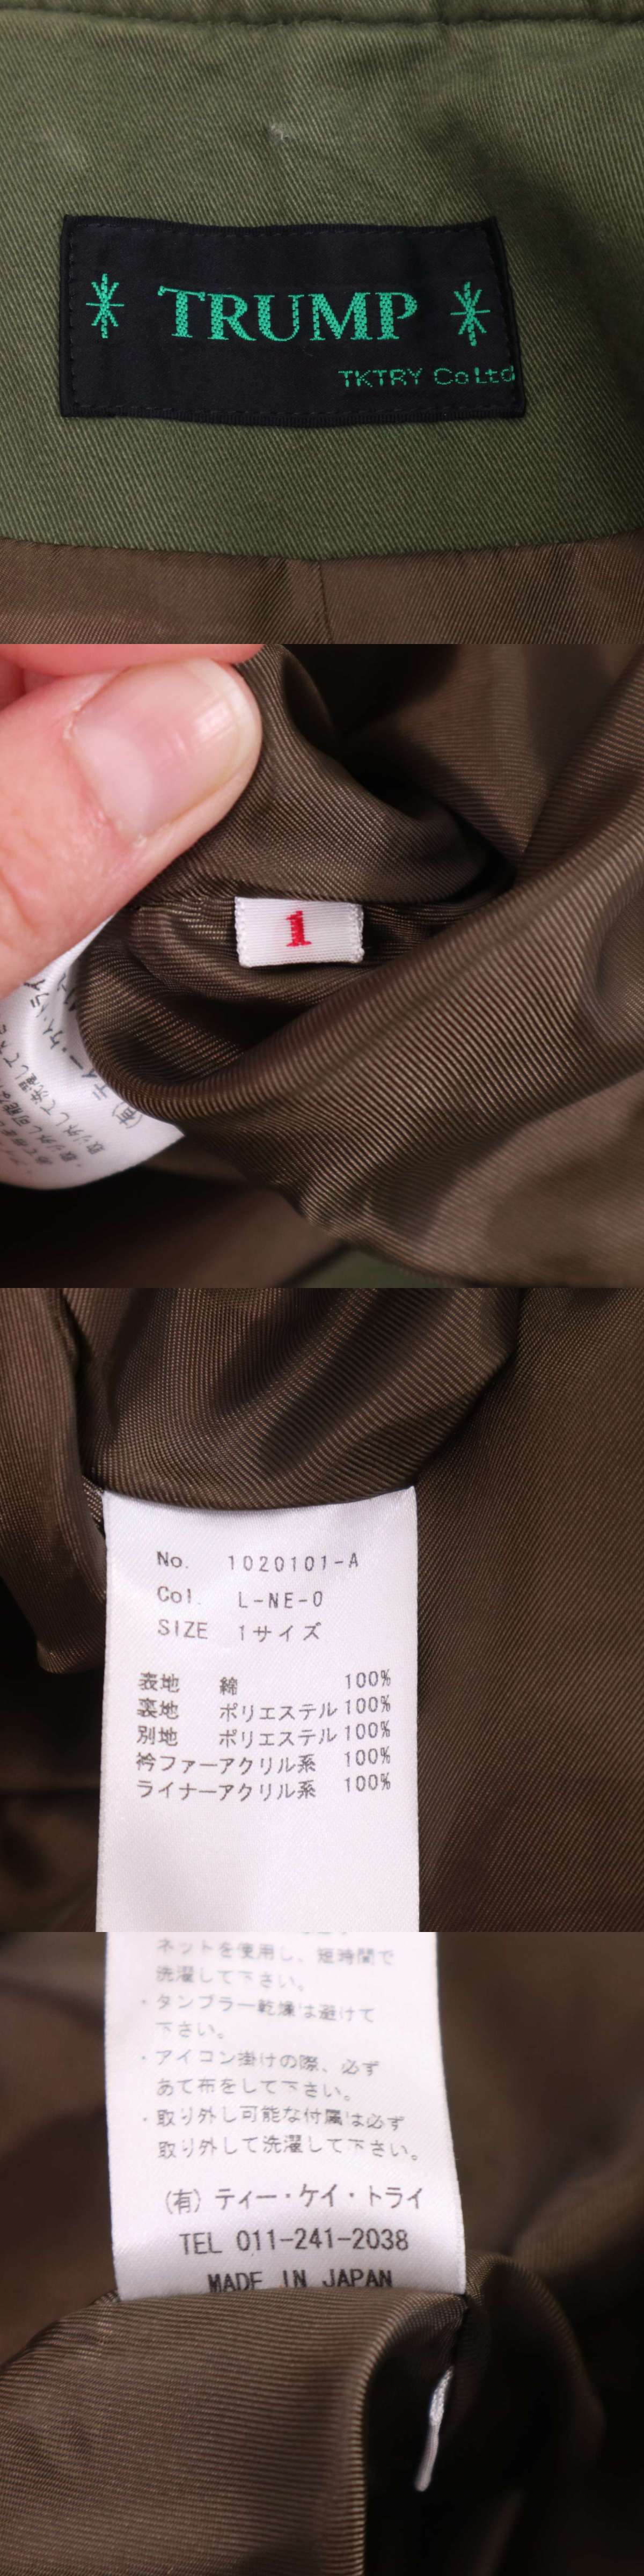 TRUMP
TKTRY Co Ltd
1
No. 1020101-A
Col. L-NE-0
SIZE 1サイズ
表地 綿 100%
裏地 ポリエステル 100%
別地 ポリエステル 100%
衿ファーアクリル系 100%
ライナーアクリル系 100%
ネットを使用し、短時間で
洗濯して下さい。
・タンブラー乾燥は避けて
下さい。
・アイコン掛けの際、必ず
あて布をして下さい。
・取り外し可能な付属は必ず
取り外して洗濯して下さい。
(有) ティー・ケイ・トライ
TEL 011-241-2038
MADE IN JAPAN